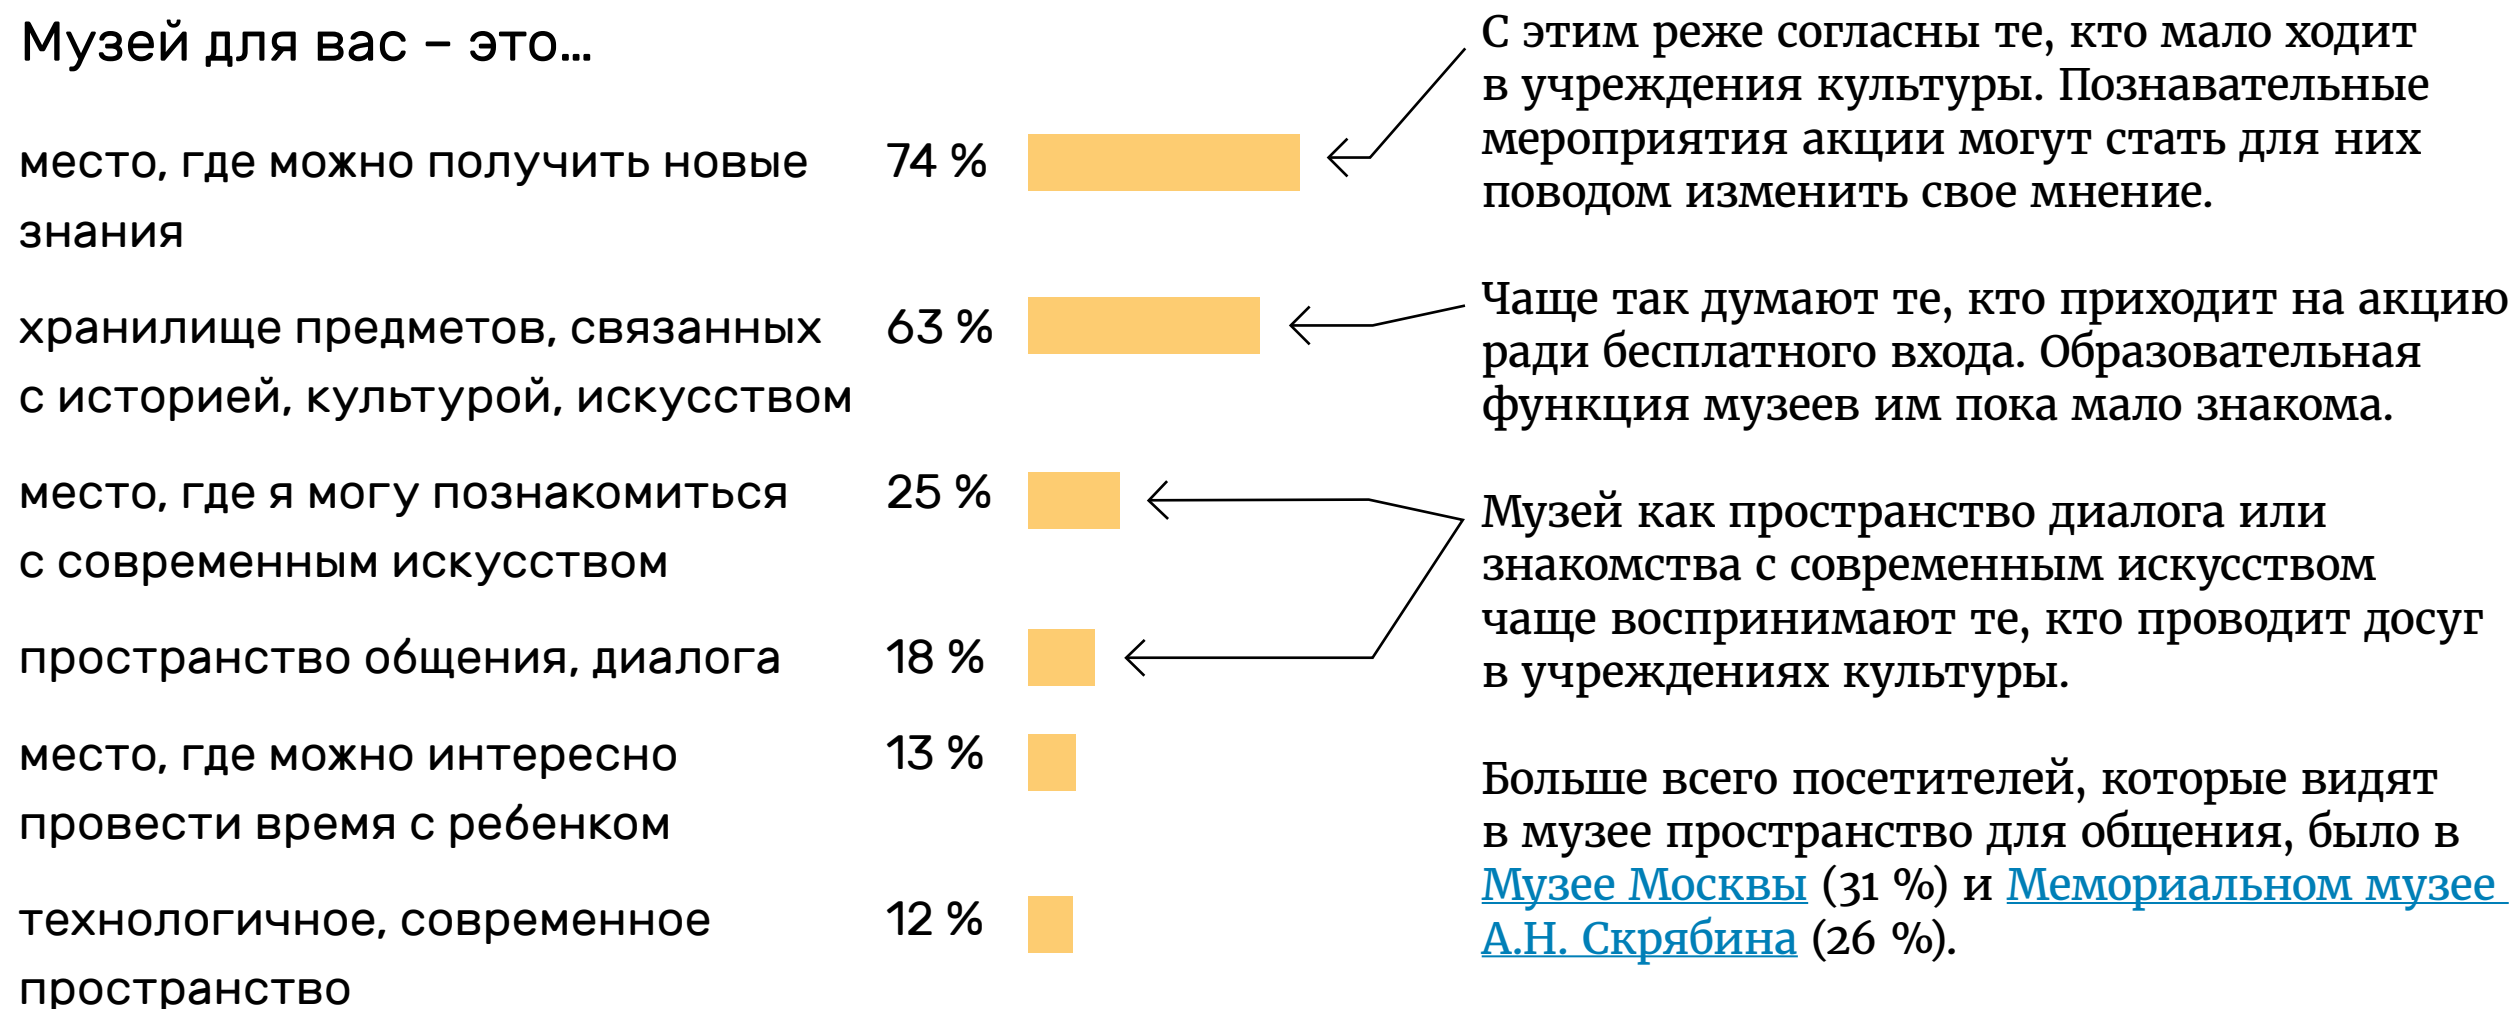 Музей для вас – это...
место, где можно получить новые
знания
74 %
С этим реже согласны те, кто мало ходит
в учреждения культуры. Познавательные
мероприятия акции могут стать для них
поводом изменить свое мнение.
хранилище предметов, связанных
с историей, культурой, искусством
63 %
Чаще так думают те, кто приходит на акцию
ради бесплатного входа. Образовательная
функция музеев им пока мало знакома.
место, где я могу познакомиться
с современным искусством
25 %
пространство общения, диалога
18 %
Музей как пространство диалога или
знакомства с современным искусством
чаще воспринимают те, кто проводит досуг
в учреждениях культуры.
место, где можно интересно
провести время с ребенком
13 %
технологичное, современное
пространство
12 %
Больше всего посетителей, которые видят
в музее пространство для общения, было в
Музее Москвы (31 %) и Мемориальном музее
А.Н. Скрябина (26 %).